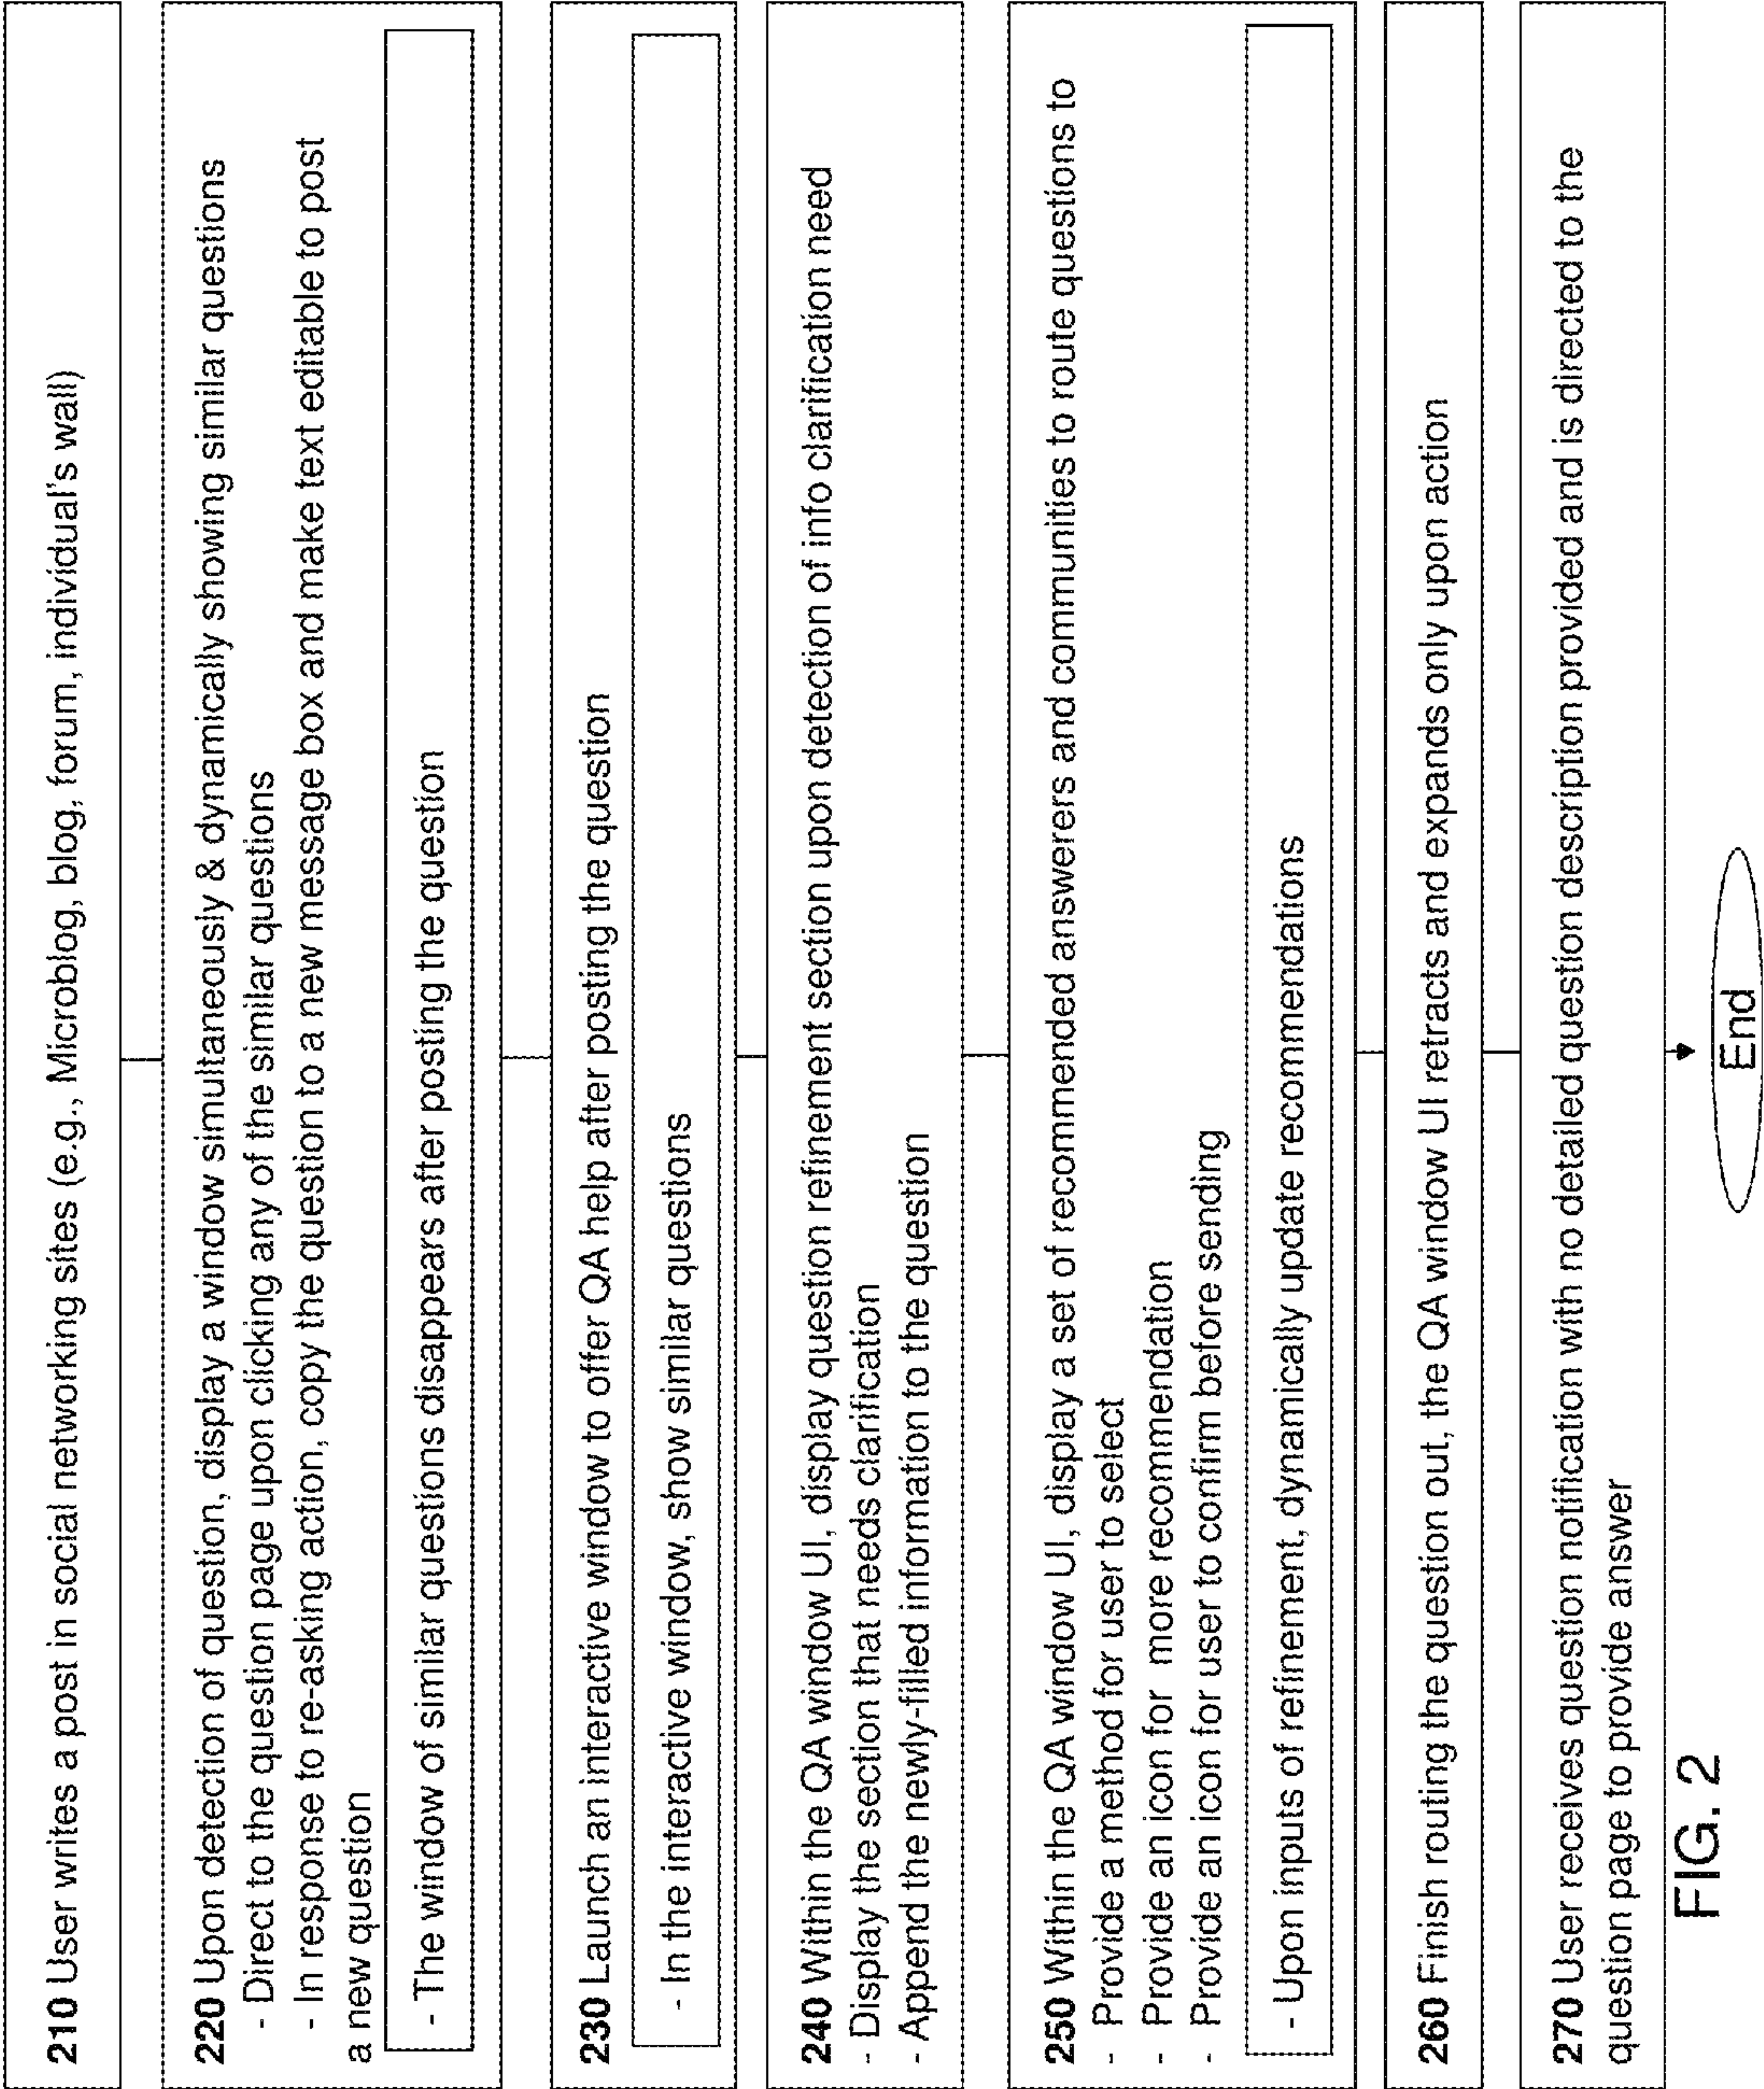 210 User writes a post in social networking sites (e.g., Microblog, blog, forum, individual's wall)
220 Upon detection of question, display a window simultaneously & dynamically showing similar questions
- Direct to the question page upon clicking any of the similar questions
- In response to re-asking action, copy the question to a new message box and make text editable to post
a new question
- The window of similar questions disappears after posting the question
230 Launch an interactive window to offer QA help after posting the question
- In the interactive window, show similar questions
240 Within the QA window UI, display question refinement section upon detection of info clarification need
- Display the section that needs clarification
- Append the newly-filled information to the question
250 Within the QA window UI, display a set of recommended answerers and communities to route questions to
- Provide a method for user to select
- Provide an icon for more recommendation
- Provide an icon for user to confirm before sending
- Upon inputs of refinement, dynamically update recommendations
260 Finish routing the question out, the QA window UI retracts and expands only upon action
270 User receives question notification with no detailed question description provided and is directed to the
question page to provide answer
End
FIG. 2